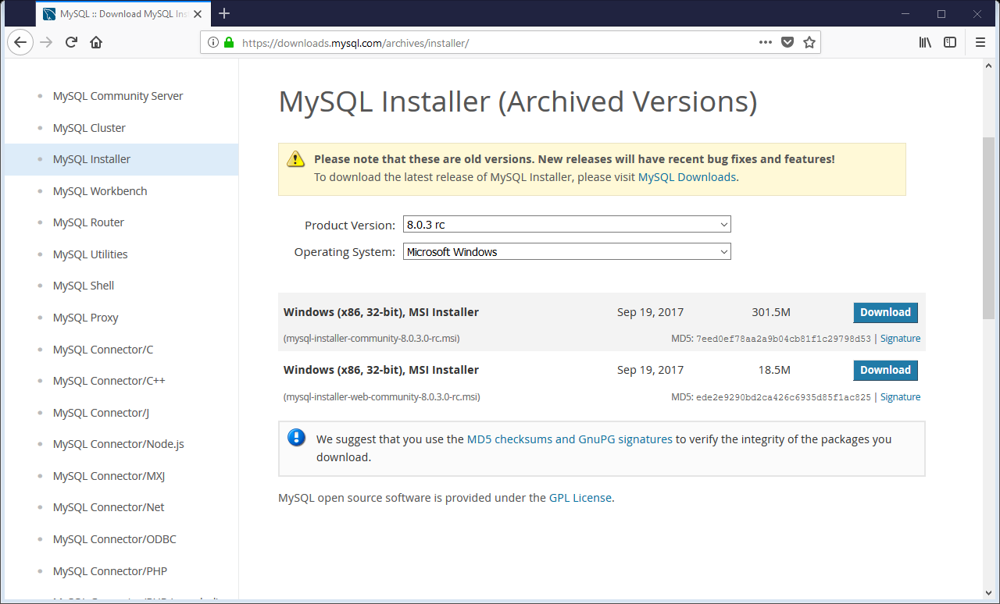 MySQL :: Download MySQL Ins
https://downloads.mysql.com/archives/installer/
MySQL Community Server
MySQL Cluster
MySQL Installer
MySQL Workbench
MySQL Router
MySQL Utilities
MySQL Shell
MySQL Proxy
MySQL Connector/C
MySQL Connector/C++
MySQL Connector/J
MySQL Connector/Node.js
MySQL Connector/MXJ
MySQL Connector/Net
MySQL Connector/ODBC
MySQL Connector/PHP
MySQL Installer (Archived Versions)
Please note that these are old versions. New releases will have recent bug fixes and features!
To download the latest release of MySQL Installer, please visit MySQL Downloads.
Product Version: 8.0.3 rc
Operating System: Microsoft Windows
Windows (x86, 32-bit), MSI Installer Sep 19, 2017 301.5M Download
(mysql-installer-community-8.0.3.0-rc.msi) MD5: 7eed0ef78aa2a9b04cb81f1c29798d53 | Signature
Windows (x86, 32-bit), MSI Installer Sep 19, 2017 18.5M Download
(mysql-installer-web-community-8.0.3.0-rc.msi) MD5: ede2e9290bd2ca426c6935d85f1ac825 | Signature
We suggest that you use the MD5 checksums and GnuPG signatures to verify the integrity of the packages you
download.
MySQL open source software is provided under the GPL License.